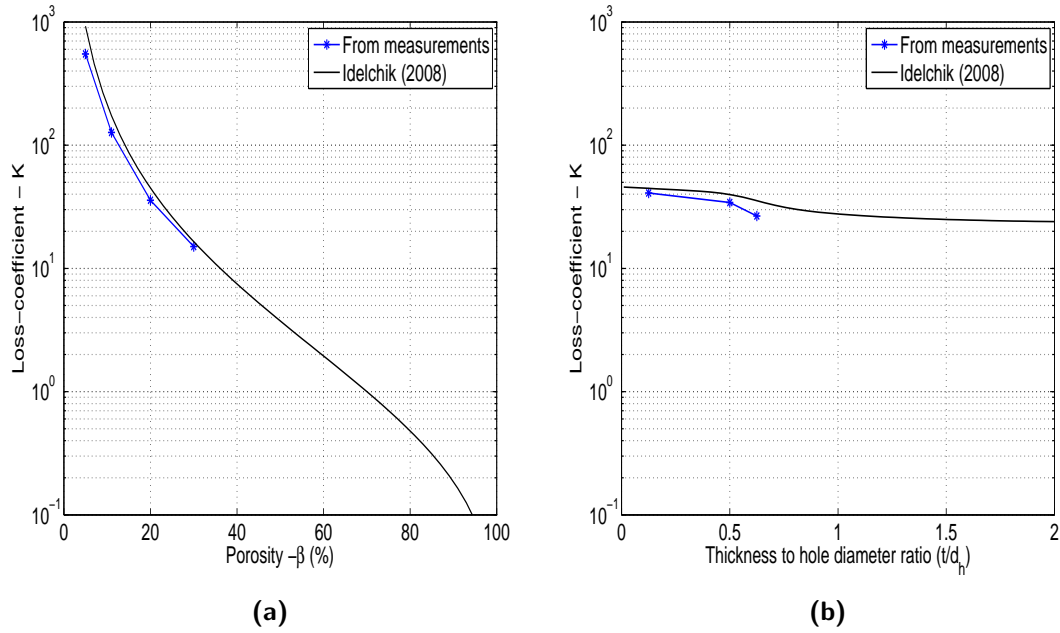 10^3
10^2
10^1
10^0
10^-1
Loss-coefficient - K
0
20
40
60
80
100
Porosity -β (%)
From measurements
Idelchik (2008)
(a)
10^3
10^2
10^1
10^0
10^-1
Loss-coefficient - K
0
0.5
1
1.5
2
Thickness to hole diameter ratio (t/d_h)
From measurements
Idelchik (2008)
(b)